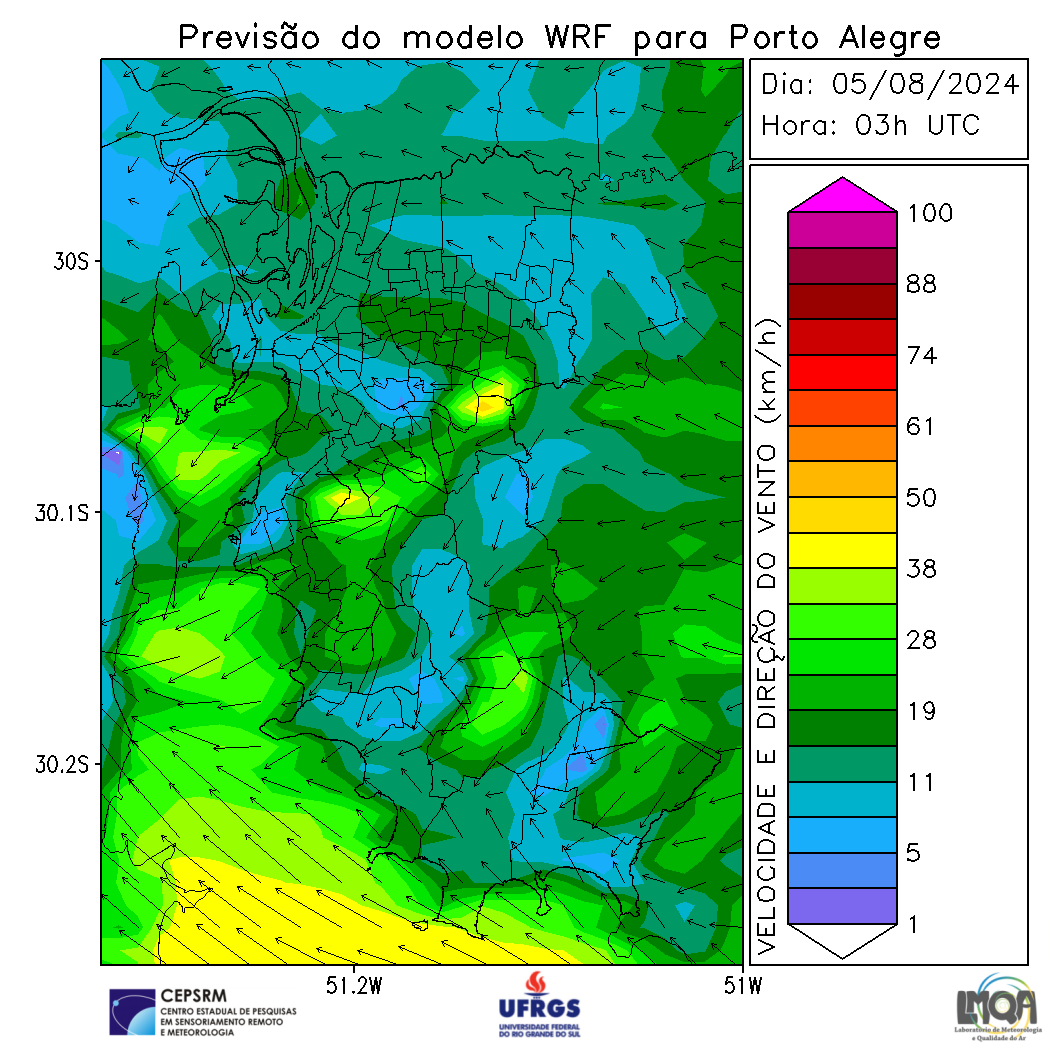 Previsão do modelo WRF para Porto Alegre
Dia: 05/08/2024
Hora: 03h UTC
30S
30.1S
30.2S
51.2W
51W
VELOCIDADE E DIREÇÃO DO VENTO (km/h)
100
88
74
61
50
38
28
19
11
5
1
CEPSRM
CENTRO ESTADUAL DE PESQUISAS
EM SENSORIAMENTO REMOTO
E METEOROLOGIA
UFRGS
UNIVERSIDADE FEDERAL
DO RIO GRANDE DO SUL
LMQA
Laboratório de Meteorologia
e Qualidade do Ar